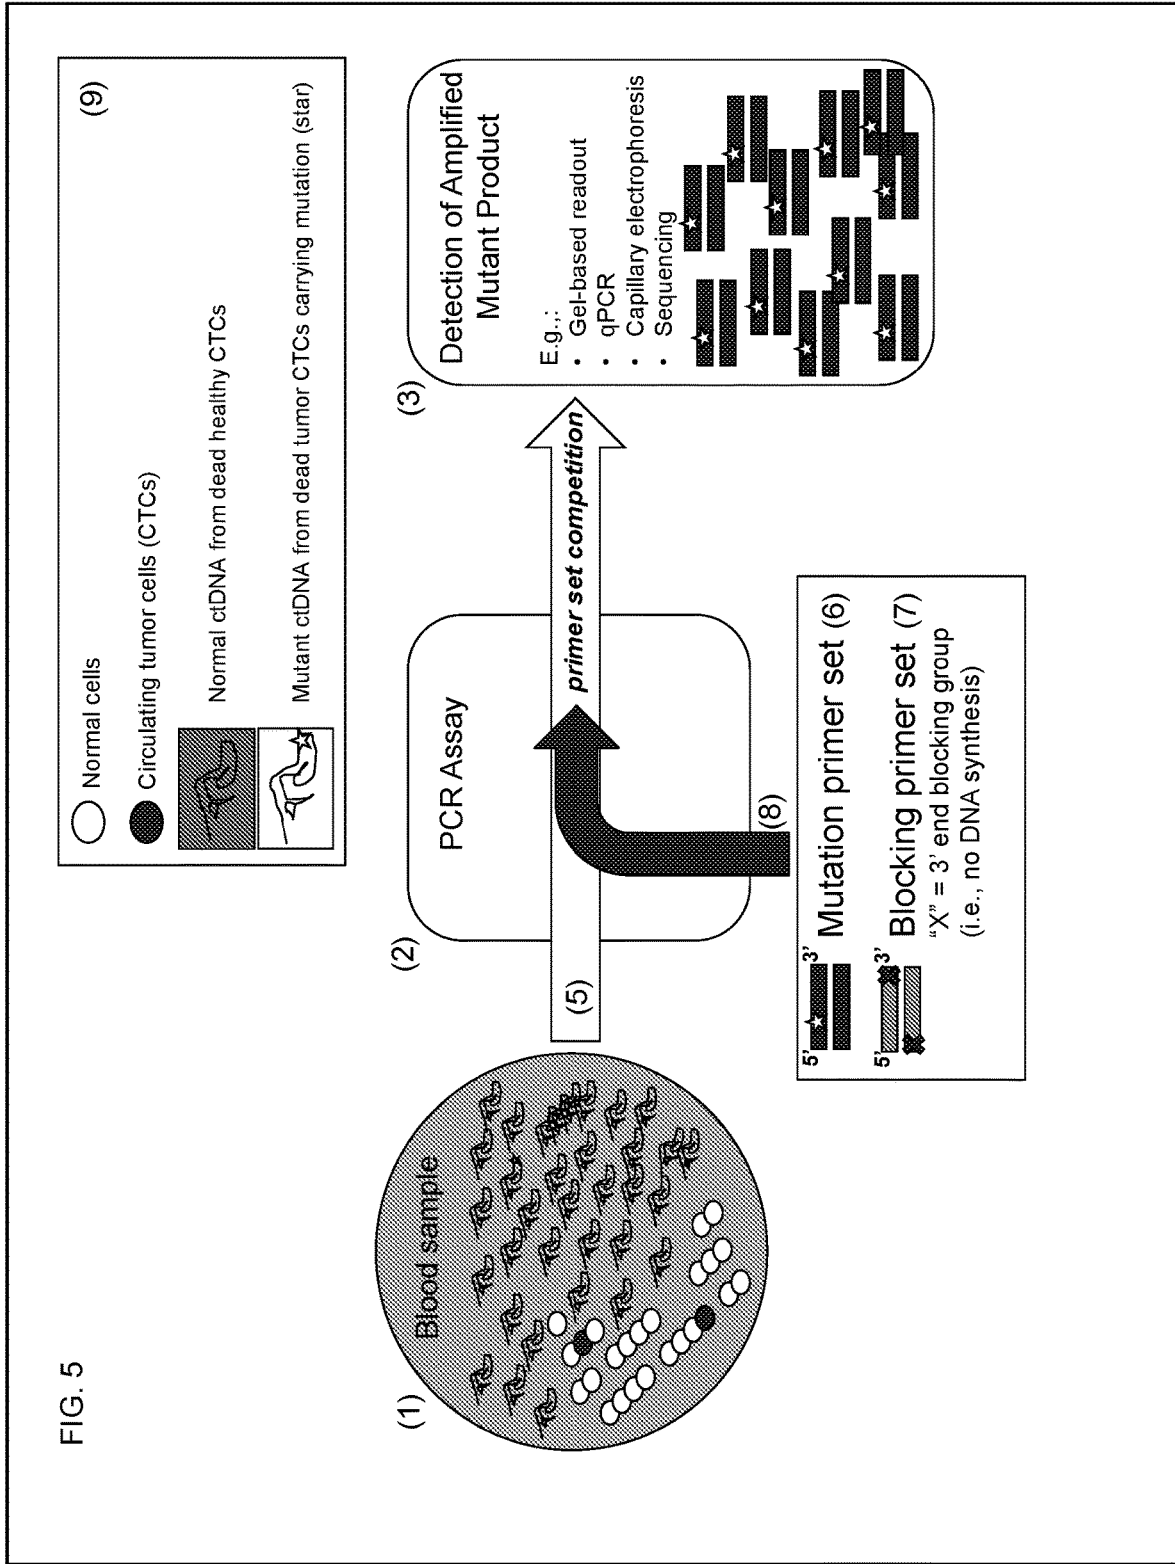 FIG. 5
(9)
Normal cells
Circulating tumor cells (CTCs)
Normal ctDNA from dead healthy CTCs
Mutant ctDNA from dead tumor CTCs carrying mutation (star)
(1)
Blood sample
(5)
(2)
PCR Assay
primer set competition
(8)
(3)
Detection of Amplified
Mutant Product
E.g.,:
• Gel-based readout
• qPCR
• Capillary electrophoresis
• Sequencing
5' 3' Mutation primer set (6)
5' 3' Blocking primer set (7)
“X” = 3’ end blocking group
(i.e., no DNA synthesis)